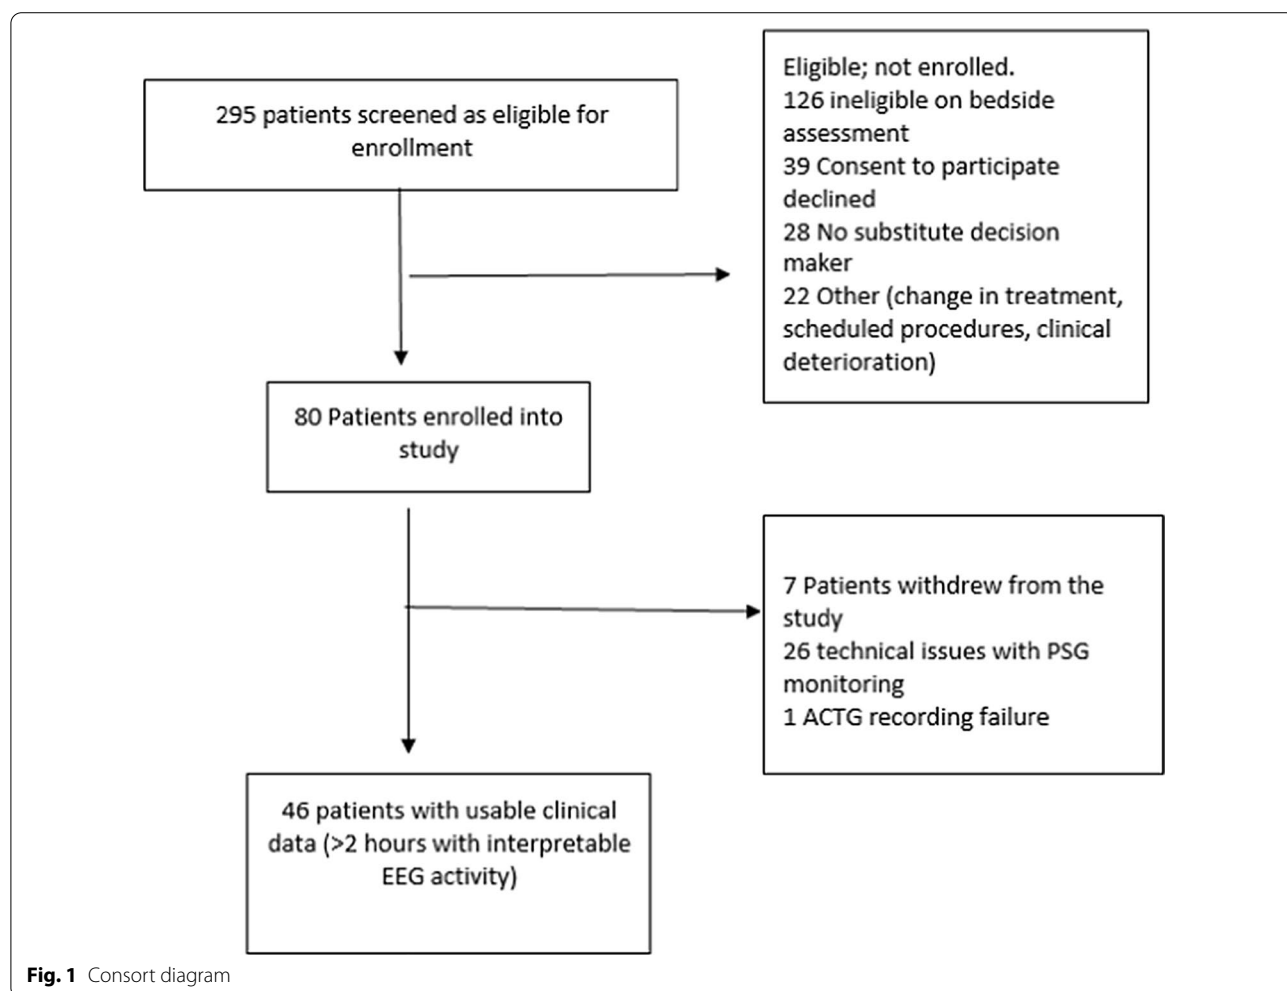 295 patients screened as eligible for
enrollment
Eligible; not enrolled.
126 ineligible on bedside
assessment
39 Consent to participate
declined
28 No substitute decision
maker
22 Other (change in treatment,
scheduled procedures, clinical
deterioration)
80 Patients enrolled into
study
7 Patients withdrew from the
study
26 technical issues with PSG
monitoring
1 ACTG recording failure
46 patients with usable clinical
data (>2 hours with interpretable
EEG activity)
Fig. 1 Consort diagram